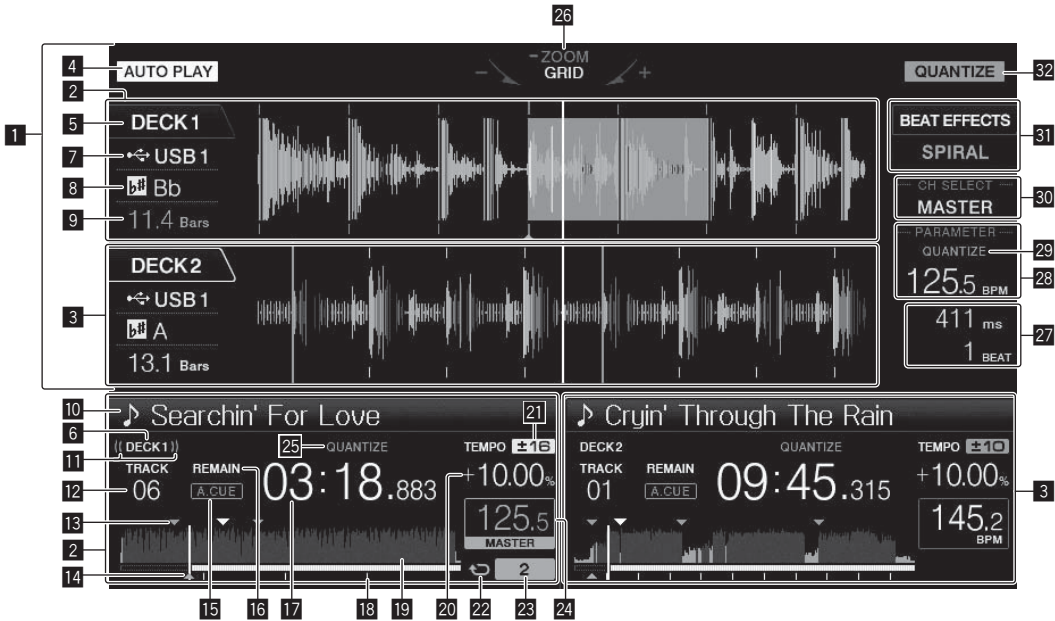 26
- ZOOM
- GRID +
4 AUTO PLAY
QUANTIZE 32
1
2
5 DECK1
7 USB 1
8 b# Bb
9 11.4 Bars
BEAT EFFECTS
SPIRAL
31
CH SELECT
MASTER
30
PARAMETER
QUANTIZE 29
125.5 BPM 28
411 ms
1 BEAT
27
3
DECK2
USB 1
b# A
13.1 Bars
10 ♪ Searchin' For Love
6 ((DECK1))
11
25 QUANTIZE
21
TEMPO ±16
12 TRACK
06
REMAIN
A.CUE
03:18.883
+10.00%
125.5
MASTER
2
13
2
14
15 16 17 18 19 20 22 23 24
♪ Cryin' Through The Rain
DECK2
QUANTIZE
TEMPO ±10
TRACK
01
REMAIN
A.CUE
09:45.315
+10.00%
145.2
BPM
3